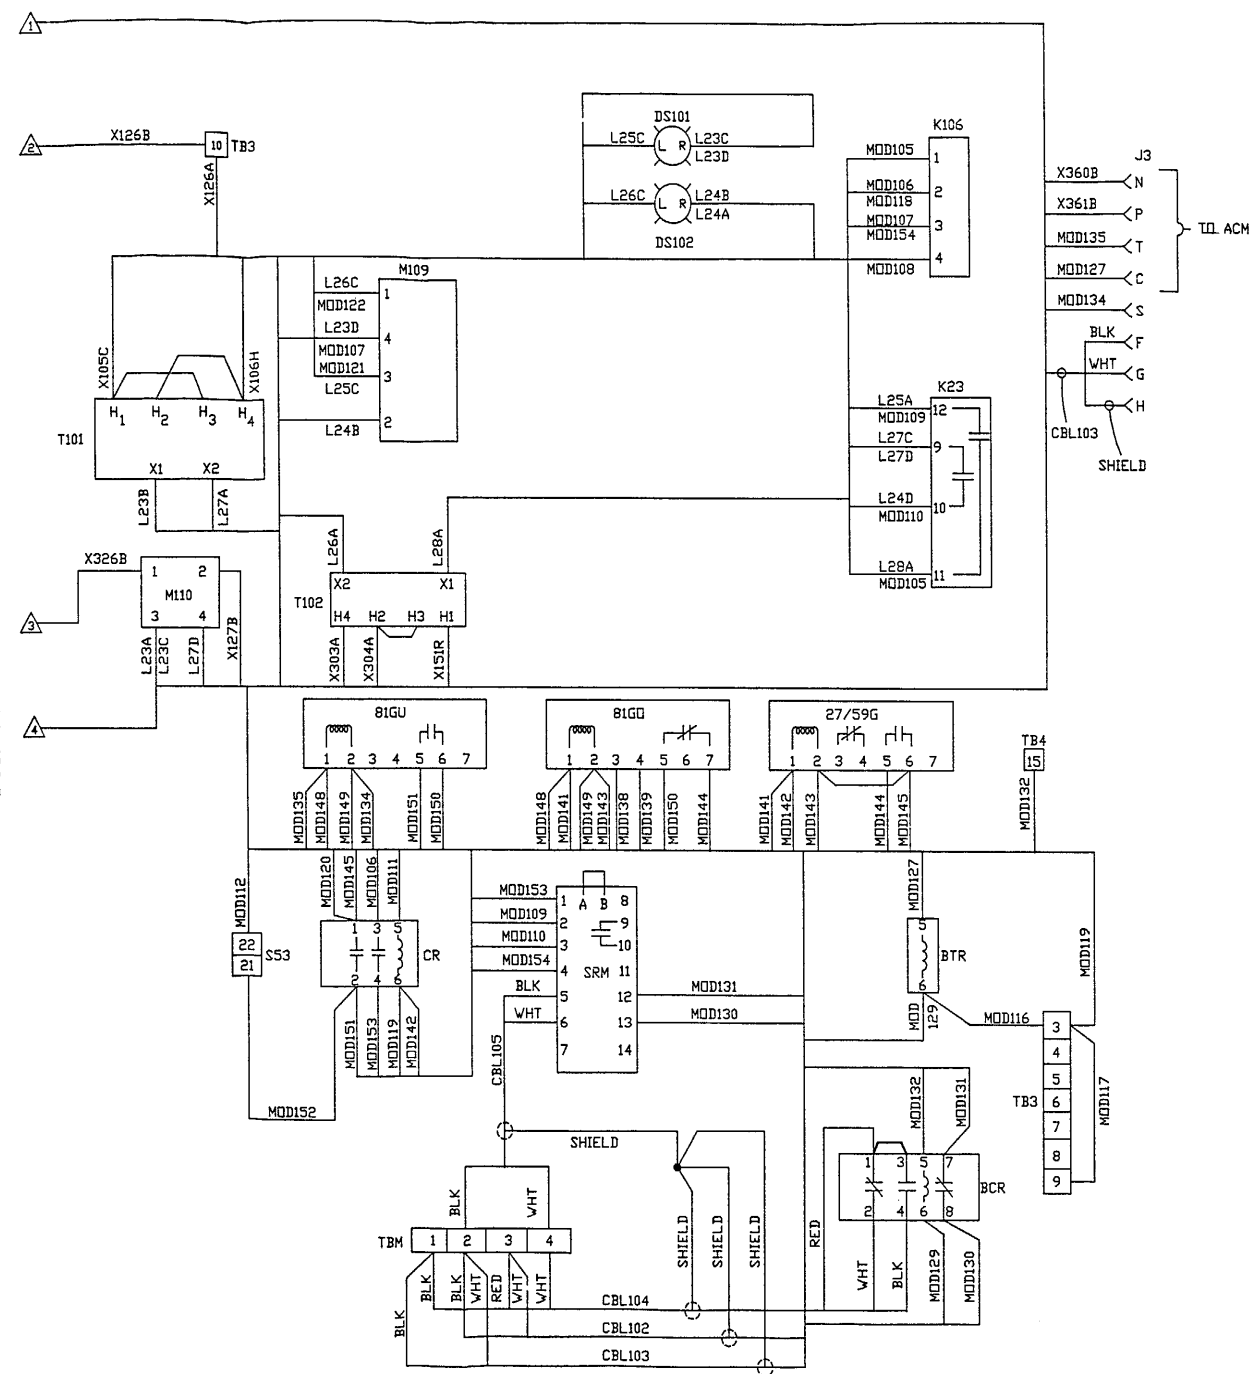 1
2
X126B
10
TB3
X126A
DS101
L25C
L R
L23C
L23D
L26C
L R
L24B
L24A
DS102
K106
MOD105
1
MOD106
2
MOD118
MOD107
3
MOD154
4
MOD108
J3
X360B
N
X361B
P
MOD135
T
MOD127
C
MOD134
S
TO ACM
BLK
F
WHT
G
H
CBL103
SHIELD
M109
L26C
1
MOD122
L23D
4
MOD107
MOD121
3
L25C
2
L24B
X105C
X106H
H1 H2 H3 H4
T101
X1 X2
L23B
L27A
K23
L25A
12
MOD109
L27C
9
L27D
L24D
10
MOD110
L28A
11
MOD105
L26A
L28A
X2 X1
T102
H4 H2 H3 H1
X303A
X304A
X151R
X326B
1 2
M110
3 4
3
L23A
L23C
L27D
X127B
4
81GU
1 2 3 4 5 6 7
MOD135
MOD148
MOD149
MOD134
MOD151
MOD150
81GO
1 2 3 4 5 6 7
MOD148
MOD141
MOD149
MOD143
MOD138
MOD139
MOD150
MOD144
27/59G
1 2 3 4 5 6 7
MOD141
MOD142
MOD143
MOD144
MOD145
TB4
15
MOD132
MOD112
22
21
S53
MOD120
MOD145
MOD106
MOD111
1 3 5
CR
2 4 6
MOD151
MOD153
MOD119
MOD142
MOD152
MOD153
1 A B 8
MOD109
2 9
MOD110
3 10
MOD154
4 SRM 11
BLK
5 12
WHT
6 13
7 14
MOD131
MOD130
CBL105
MOD127
5
BTR
6
MOD
129
MOD116
MOD119
3
4
5
TB3
6
7
8
9
MOD117
MOD132
MOD131
1 3 5 7
BCR
2 4 6 8
RED
WHT
BLK
MOD129
MOD130
SHIELD
BLK
WHT
TBM
1 2 3 4
BLK
BLK
WHT
RED
WHT
WHT
BLK
SHIELD
SHIELD
SHIELD
CBL104
CBL102
CBL103